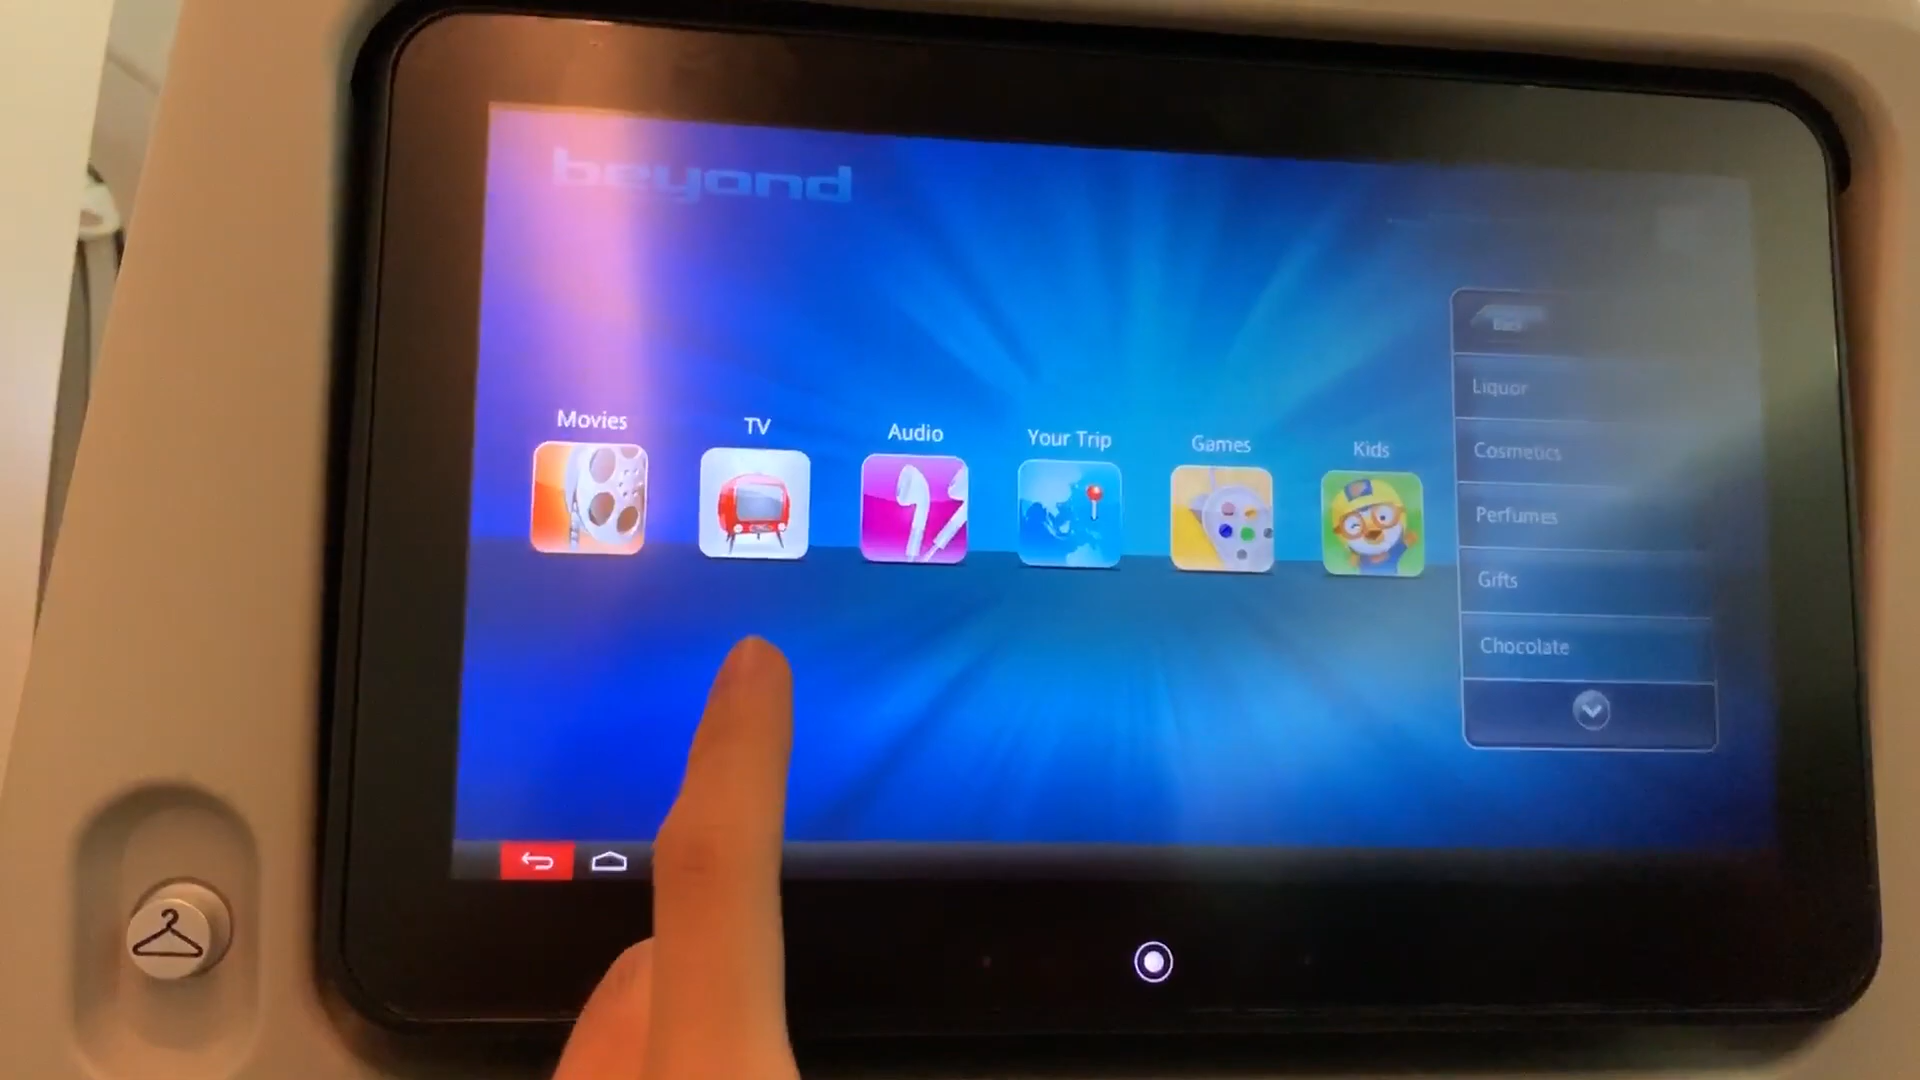 beyond
Movies
TV
Audio
Your Trip
Games
Kids
Liquor
Cosmetics
Perfumes
Gifts
Chocolate